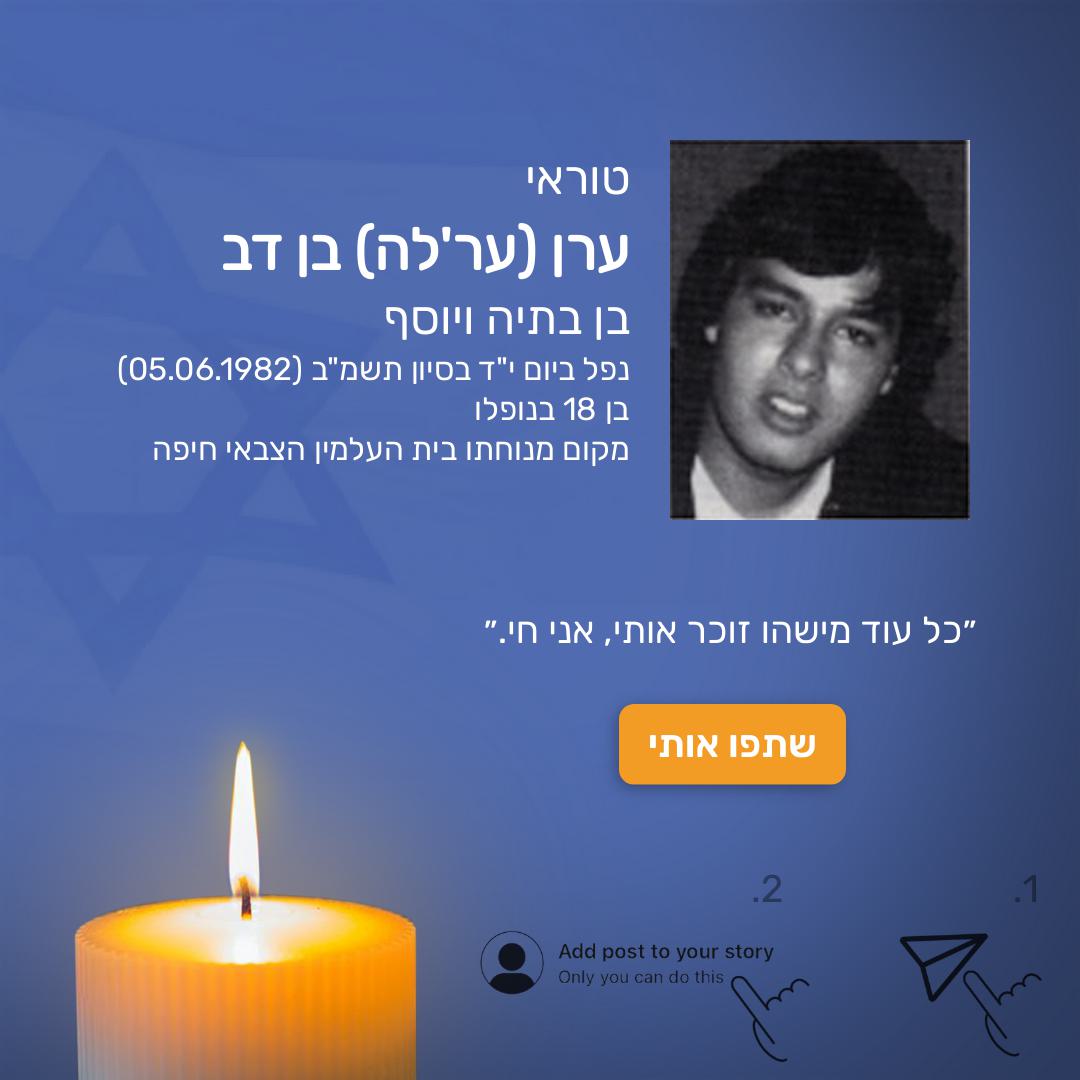 טוראי
ערן (ער'לה) בן דב
בן בתיה ויוסף
נפל ביום י"ד בסיון תשמ"ב (05.06.1982)
בן 18 בנופלו
מקום מנוחתו בית העלמין הצבאי חיפה
"כל עוד מישהו זוכר אותי, אני חי."
שתפו אותי
.1
.2
Add post to your story
Only you can do this